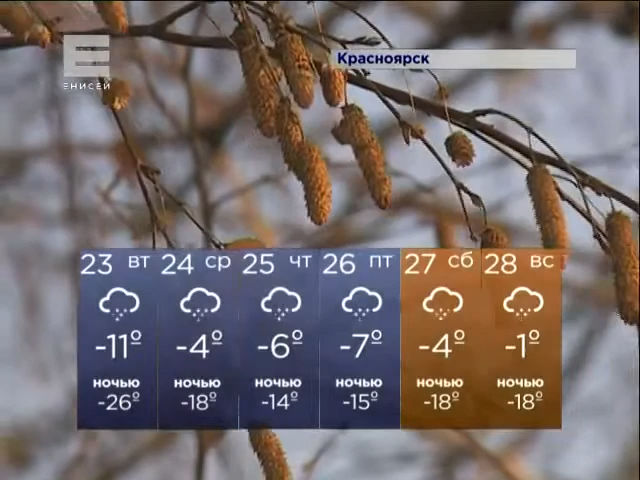 ЕНИСЕЙ
Красноярск
23 вт 24 ср 25 чт 26 пт 27 сб 28 вс
-11º -4º -6º -7º -4º -1º
ночью ночью ночью ночью ночью ночью
-26º -18º -14º -15º -18º -18º